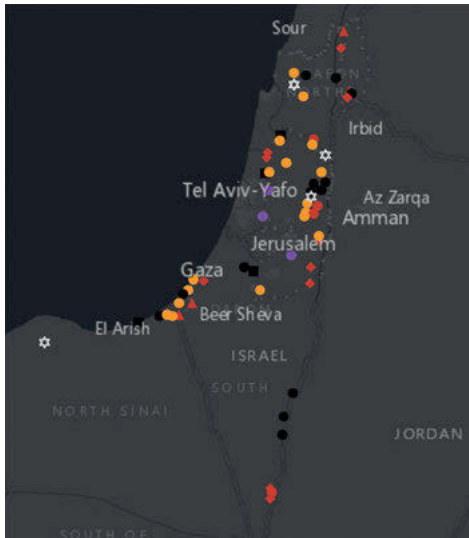 Sour
NORTH
Irbid
Tel Aviv-Yafo
Az Zarqa
Amman
Jerusalem
Gaza
El Arish
Beer Sheva
ISRAEL
SOUTH
NORTH SINAI
JORDAN
SOUTH OF